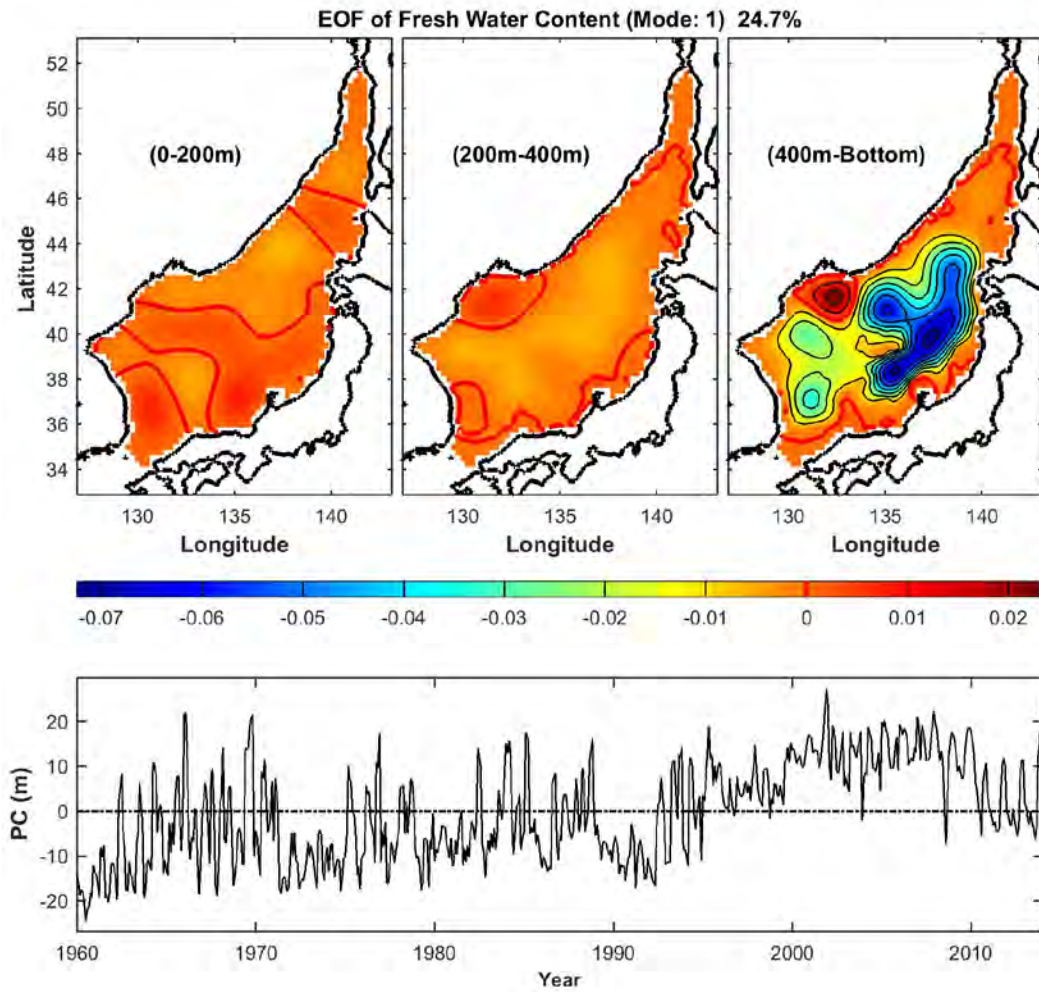 EOF of Fresh Water Content (Mode: 1) 24.7%
52
50
48
46
44
42
40
38
36
34
Latitude
(0-200m)
(200m-400m)
(400m-Bottom)
130 135 140 130 135 140 130 135 140
Longitude Longitude Longitude
-0.07 -0.06 -0.05 -0.04 -0.03 -0.02 -0.01 0 0.01 0.02
20
10
0
-10
-20
PC (m)
1960 1970 1980 1990 2000 2010
Year